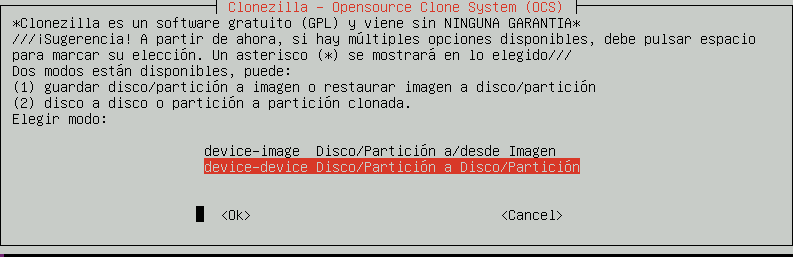 Clonezilla - Opensource Clone System (OCS)
*Clonezilla es un software gratuito (GPL) y viene sin NINGUNA GARANTIA*
///¡Sugerencia! A partir de ahora, si hay múltiples opciones disponibles, debe pulsar espacio
para marcar su elección. Un asterisco (*) se mostrará en lo elegido///
Dos modos están disponibles, puede:
(1) guardar disco/partición a imagen o restaurar imagen a disco/partición
(2) disco a disco o partición a partición clonada.
Elegir modo:
device-image Disco/Partición a/desde Imagen
device-device Disco/Partición a Disco/Partición
<Ok> <Cancel>